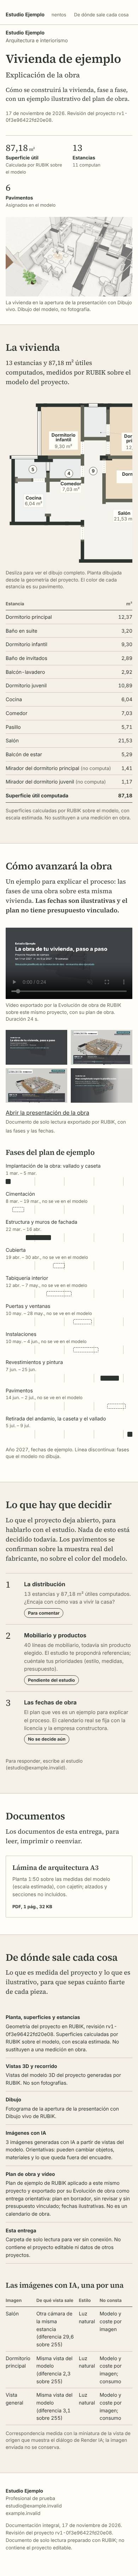 Estudio Ejemplo
De dónde sale cada cosa
Estudio Ejemplo
Arquitectura e interiorismo
Vivienda de ejemplo
Explicación de la obra
Cómo se construirá la vivienda, fase a fase,
con un ejemplo ilustrativo del plan de obra.
17 de noviembre de 2026. Revisión del proyecto rv1-
0f3e96422fd20e08.
87,18 m²
Superficie útil
Calculada por RUBIK sobre
el modelo
13
Estancias
11 computan
6
Pavimentos
Asignados en el modelo
La vivienda en la apertura de la presentación con Dibujo
vivo. Dibujo del modelo, no fotografía.
La vivienda
13 estancias y 87,18 m² útiles
computados, medidos por RUBIK sobre el
modelo del proyecto.
Dormitorio
infantil
9,30 m²
5
4
9
Cocina
6,04 m²
Comedor
7,03 m²
Salón
21,53 m
Desliza para ver el dibujo completo. Planta dibujada
desde la geometría del proyecto. El color de cada
estancia es su pavimento.
Estancia m²
Dormitorio principal 12,37
Baño en suite 3,20
Dormitorio infantil 9,30
Baño de invitados 2,89
Balcón-lavadero 2,92
Dormitorio juvenil 10,89
Cocina 6,04
Comedor 7,03
Pasillo 5,71
Salón 21,53
Balcón de estar 5,29
Mirador del dormitorio principal (no computa) 1,41
Mirador del dormitorio juvenil (no computa) 1,17
Superficie útil computada 87,18
Superficies calculadas por RUBIK sobre el modelo, con
escala estimada. No sustituyen a una medición en obra.
Cómo avanzará la obra
Un ejemplo para explicar el proceso: las
fases de una obra sobre esta misma
vivienda. Las fechas son ilustrativas y el
plan no tiene presupuesto vinculado.
La obra de tu vivienda, paso a paso
Vídeo exportado por la Evolución de obra de RUBIK
sobre este mismo proyecto, con su plan de obra.
Duración 24 s.
Abrir la presentación de la obra
Documento de solo lectura exportado por RUBIK, con
las fases y las fechas.
Fases del plan de ejemplo
Implantación de la obra: vallado y caseta
1 mar. – 5 mar.
Cimentación
8 mar. – 19 mar., no se ve en el modelo
Estructura y muros de fachada
22 mar. – 16 abr.
Cubierta
19 abr. – 30 abr., no se ve en el modelo
Tabiquería interior
12 abr. – 7 may., no se ve en el modelo
Puertas y ventanas
10 may. – 28 may., no se ve en el modelo
Instalaciones
10 may. – 4 jun., no se ve en el modelo
Revestimientos y pintura
7 jun. – 25 jun.
Pavimentos
14 jun. – 2 jul., no se ve en el modelo
Retirada del andamio, la caseta y el vallado
5 jul. – 9 jul.
Año 2027, fechas de ejemplo. Línea discontinua: fases
que el modelo no dibuja.
Lo que hay que decidir
Lo que el proyecto deja abierto, para
hablarlo con el estudio. Nada de esto está
decidido todavía. Los pavimentos se
confirman sobre la muestra real del
fabricante, no sobre el color del modelo.
1
La distribución
13 estancias y 87,18 m² útiles computados.
¿Encaja con cómo vas a vivir la casa?
Para comentar
2
Mobiliario y productos
40 líneas de mobiliario, todavía sin producto
elegido. El estudio te propondrá referencias;
cuéntale tus prioridades (estilo, medidas,
presupuesto).
Pendiente del estudio
3
Las fechas de obra
El plan que ves es un ejemplo para explicar
el proceso. El calendario real se fija con la
licencia y la empresa constructora.
No se decide aún
Para responder, escribe al estudio
(estudio@example.invalid).
Documentos
Los documentos de esta entrega, para
leer, imprimir o reenviar.
Lámina de arquitectura A3
Planta 1:50 sobre las medidas del modelo
(escala estimada), con cajetín, alzados y
secciones no incluidos.
PDF, 1 pág., 32 KB
De dónde sale cada cosa
Lo que es medida del proyecto y lo que es
ilustrativo, para que sepas cuánto fiarte
de cada pieza.
Planta, superficies y estancias
Geometría del proyecto en RUBIK, revisión rv1-
0f3e96422fd20e08. Superficies calculadas por
RUBIK sobre el modelo, con escala estimada. No
sustituyen a una medición en obra.
Vistas 3D y recorrido
Vistas del modelo 3D del proyecto generadas por
RUBIK. No son fotografías.
Dibujo
Fotograma de la apertura de la presentación con
Dibujo vivo de RUBIK.
Imágenes con IA
3 imágenes generadas con IA a partir de vistas del
modelo. Orientativas: pueden cambiar objetos,
materiales y lo que queda fuera del encuadre.
Plan de obra y vídeo
Plan de ejemplo de RUBIK aplicado a este mismo
proyecto y exportado por su Evolución de obra como
entrega orientativa: plan en borrador, sin revisar y sin
presupuesto vinculado; fechas ilustrativas. No es un
calendario de obra.
Esta entrega
Carpeta de solo lectura para ver sin conexión. No
contiene el proyecto editable ni datos de otros
proyectos.
Las imágenes con IA, una por una
Imagen De qué vista sale Estilo No consta
Salón Otra cámara de la misma estancia (diferencia 29,6 sobre 255) Luz natural Modelo y coste por imagen; consumo
Dormitorio principal Misma vista del modelo (diferencia 2,3 sobre 255) Luz natural Modelo y coste por imagen; consumo
Vista general Misma vista del modelo (diferencia 3,1 sobre 255) Luz natural Modelo y coste por imagen; consumo
Correspondencia medida con la miniatura de la vista de
origen que muestra el diálogo de Render IA; la imagen
enviada no se conserva.
Estudio Ejemplo
Profesional de prueba
estudio@example.invalid
example.invalid
Documentación integral, 17 de noviembre de 2026.
Revisión del proyecto rv1-0f3e96422fd20e08.
Documento de solo lectura preparado con RUBIK; no
contiene el proyecto editable.